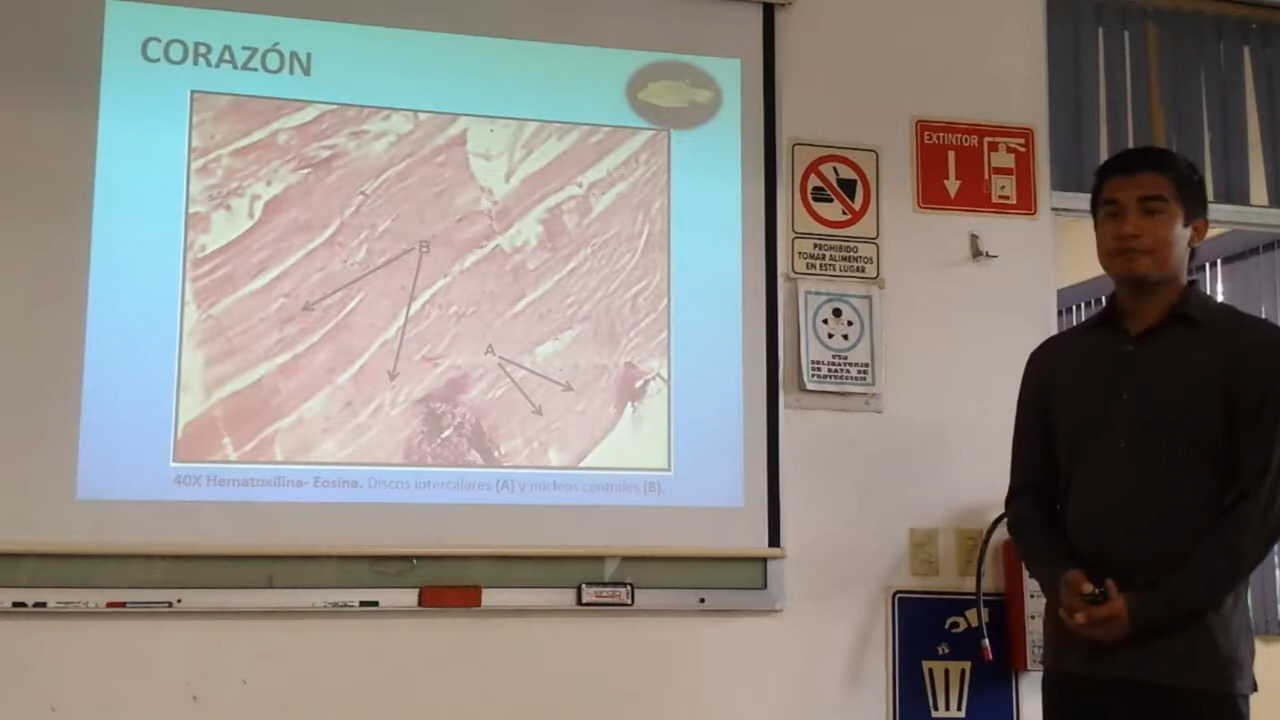 CORAZÓN
B
A
40X Hematoxilina- Eosina. Discos intercalares (A) y núcleos centrales (B).
EXTINTOR
PROHIBIDO
TOMAR ALIMENTOS
EN ESTE LUGAR
USO
OBLIGATORIO
DE BATA DE
PROTECCION